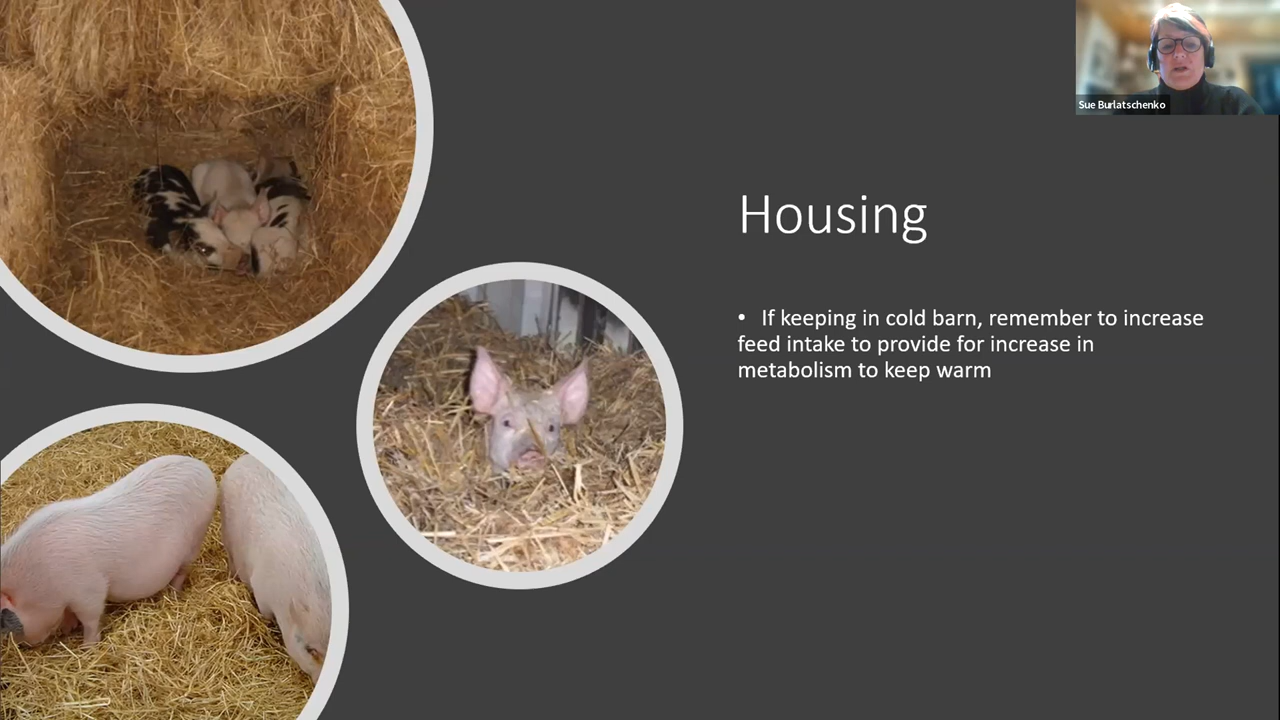 Sue Burlatschenko
Housing
• If keeping in cold barn, remember to increase
feed intake to provide for increase in
metabolism to keep warm